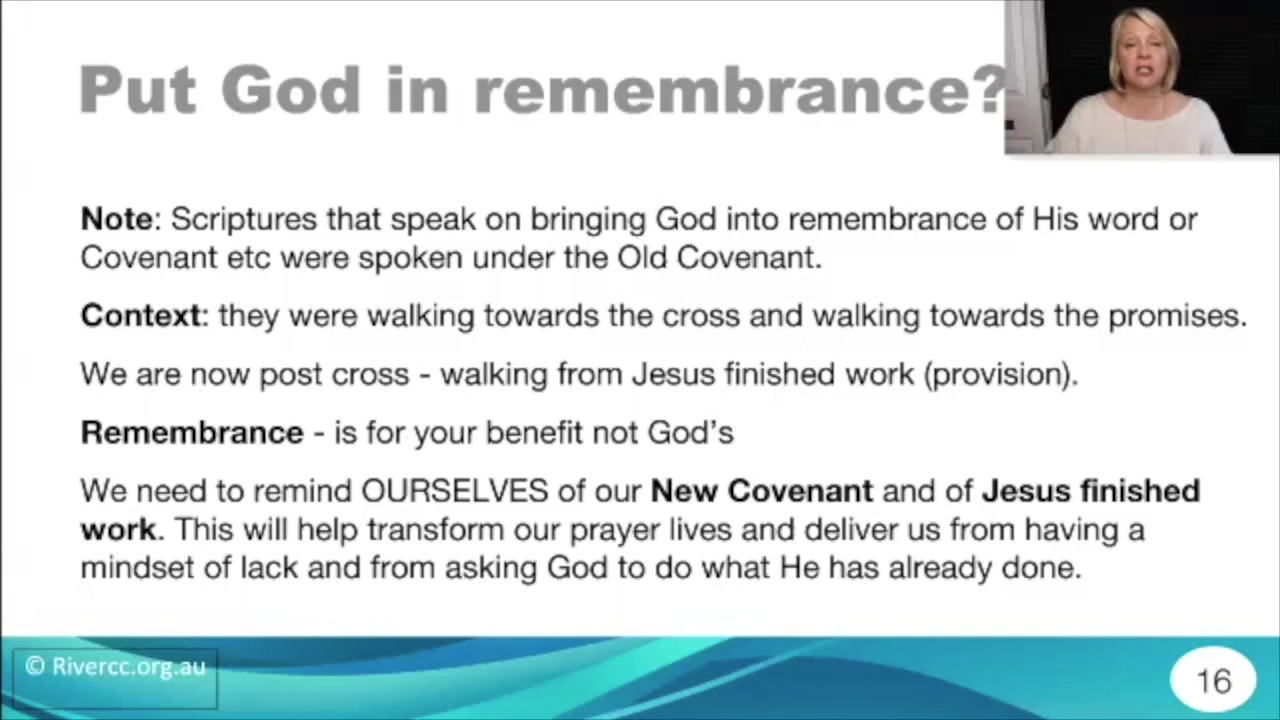 Put God in remembrance?
Note: Scriptures that speak on bringing God into remembrance of His word or
Covenant etc were spoken under the Old Covenant.
Context: they were walking towards the cross and walking towards the promises.
We are now post cross - walking from Jesus finished work (provision).
Remembrance - is for your benefit not God’s
We need to remind OURSELVES of our New Covenant and of Jesus finished
work. This will help transform our prayer lives and deliver us from having a
mindset of lack and from asking God to do what He has already done.
© Rivercc.org.au
16